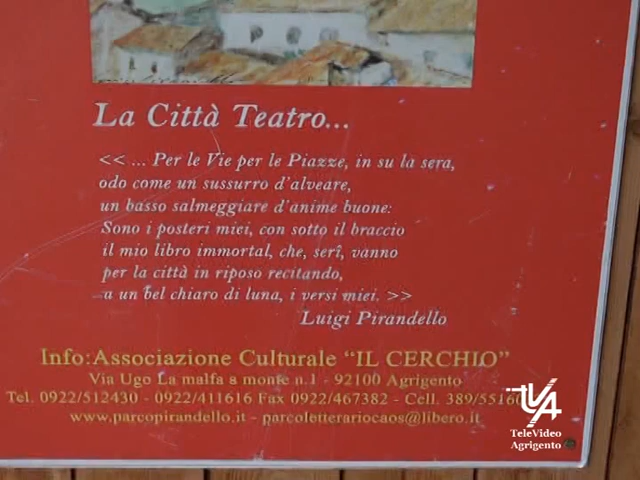 La Città Teatro...
<< ... Per le Vie per le Piazze, in su la sera,
odo come un sussurro d'alveare,
un basso salmeggiare d'anime buone:
Sono i posteri miei, con sotto il braccio
il mio libro immortal, che, serî, vanno
per la città in riposo recitando,
a un bel chiaro di luna, i versi miei. >>
Luigi Pirandello
Info:Associazione Culturale "IL CERCHIO"
Via Ugo La malfa a monte n.1 - 92100 Agrigento
Tel. 0922/512430 - 0922/411616 Fax 0922/467382 - Cell.
www.parcopirandello.it - parcoletterariocaos@libero.it
TVA
TeleVideo
Agrigento